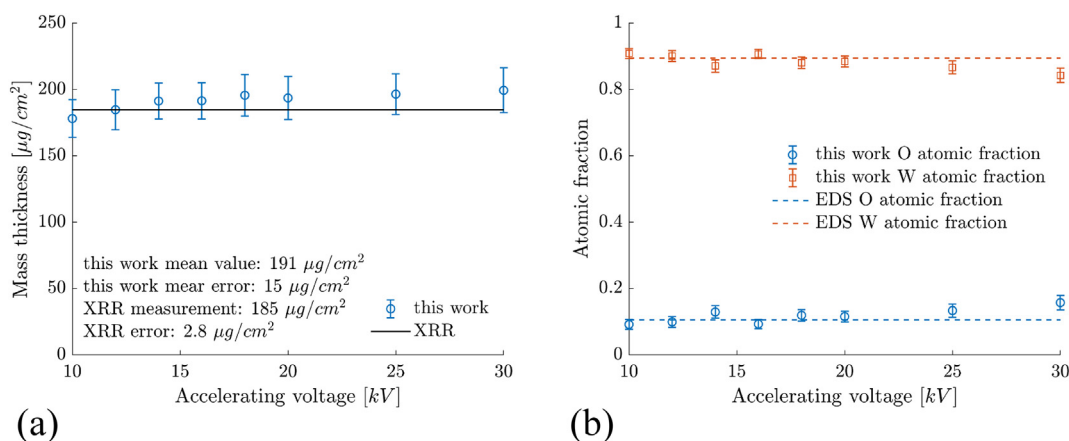 250
200
150
100
50
0
Mass thickness [µg/cm²]
this work mean value: 191 µg/cm²
this work mear error: 15 µg/cm²
XRR measurement: 185 µg/cm²
XRR error: 2.8 µg/cm²
this work
XRR
10 15 20 25 30
Accelerating voltage [kV]
(a)
1
0.8
0.6
0.4
0.2
0
Atomic fraction
this work O atomic fraction
this work W atomic fraction
EDS O atomic fraction
EDS W atomic fraction
10 15 20 25 30
Accelerating voltage [kV]
(b)